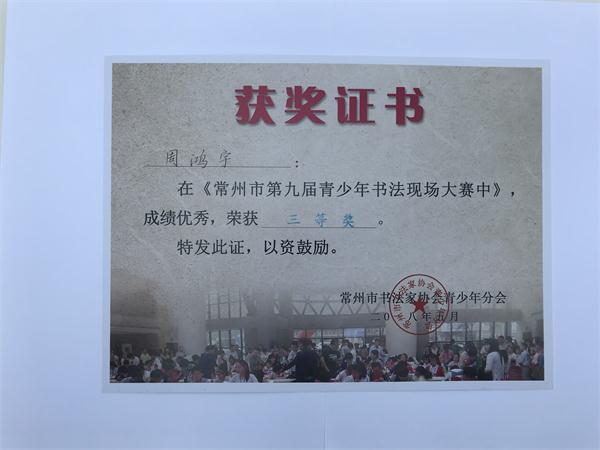 获奖证书
周鸿宇：
在《常州市第九届青少年书法现场大赛中》，
成绩优秀，荣获三等奖。
特发此证，以资鼓励。
常州市书法家协会青少年分会
二〇一八年五月